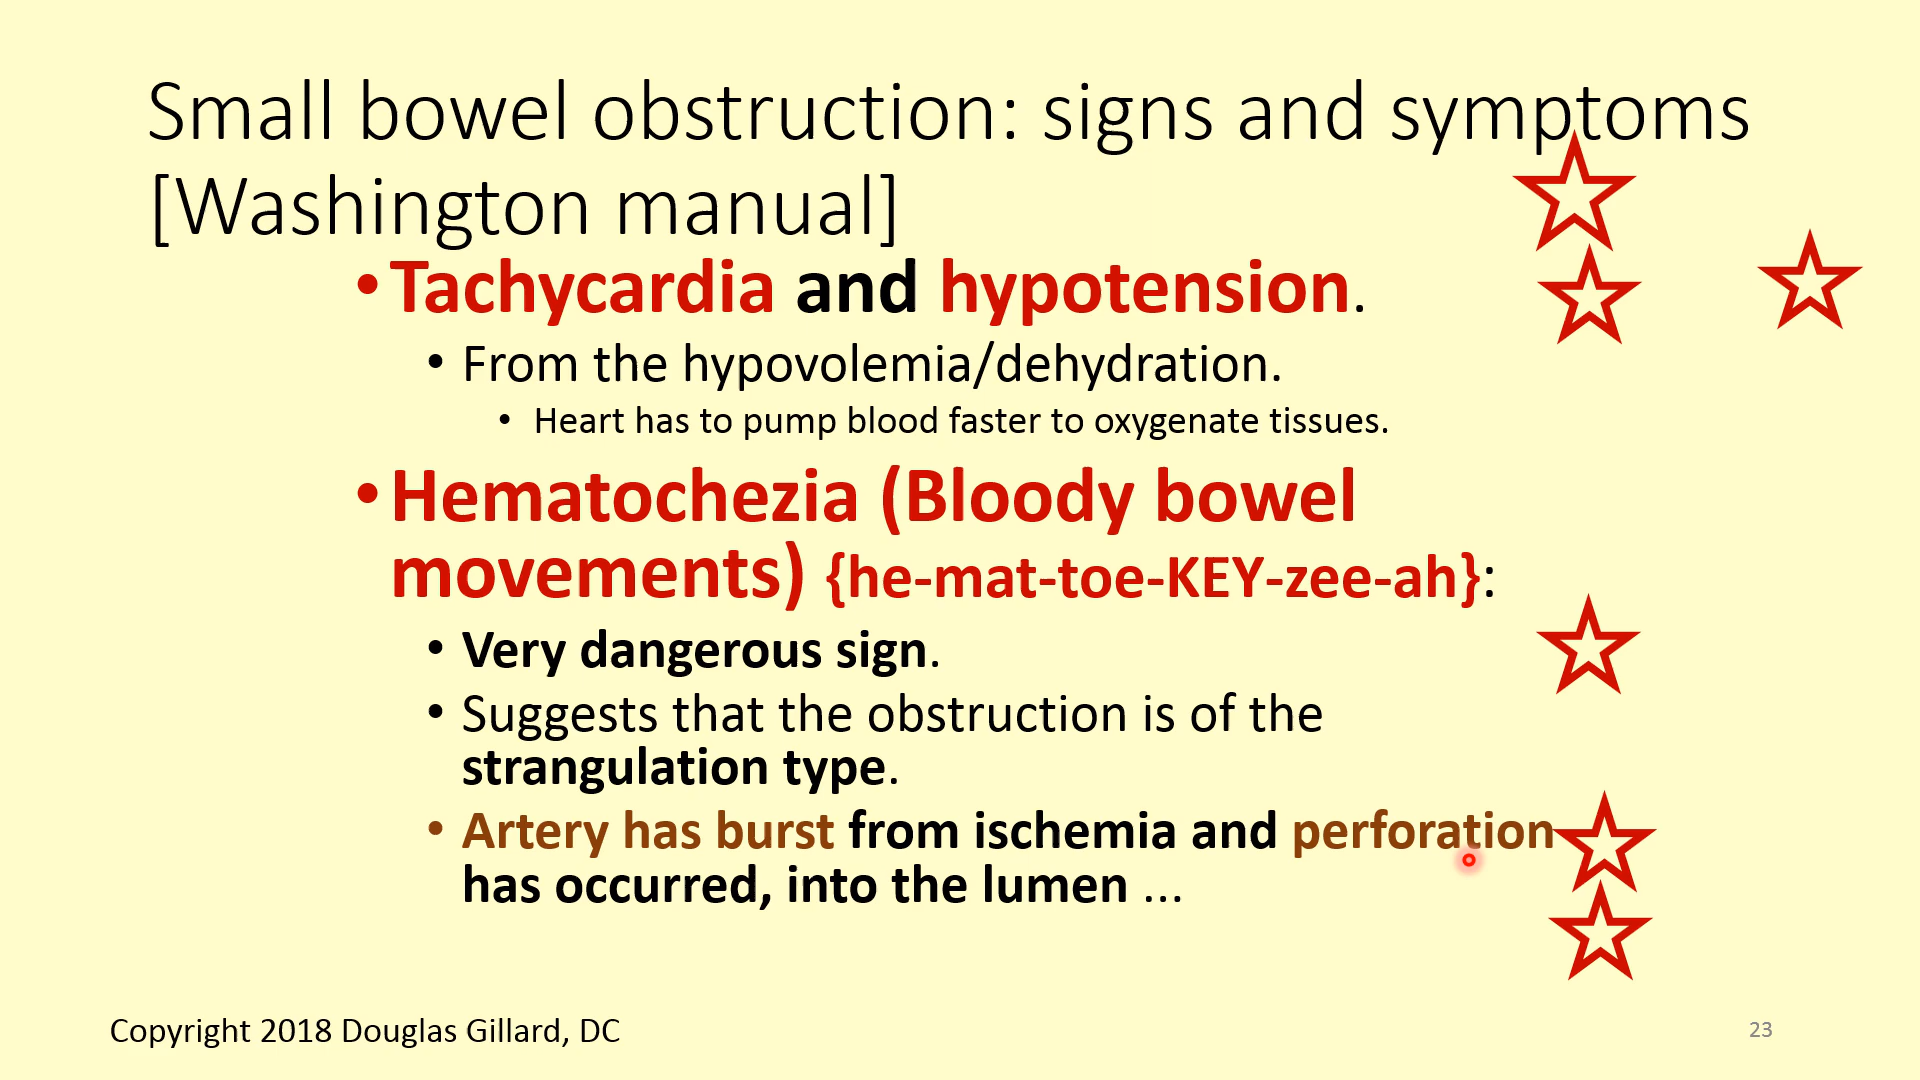 Small bowel obstruction: signs and symptoms
[Washington manual]
•Tachycardia and hypotension.
• From the hypovolemia/dehydration.
• Heart has to pump blood faster to oxygenate tissues.
•Hematochezia (Bloody bowel
movements) {he-mat-toe-KEY-zee-ah}:
• Very dangerous sign.
• Suggests that the obstruction is of the
strangulation type.
• Artery has burst from ischemia and perforation
has occurred, into the lumen ...
Copyright 2018 Douglas Gillard, DC
23